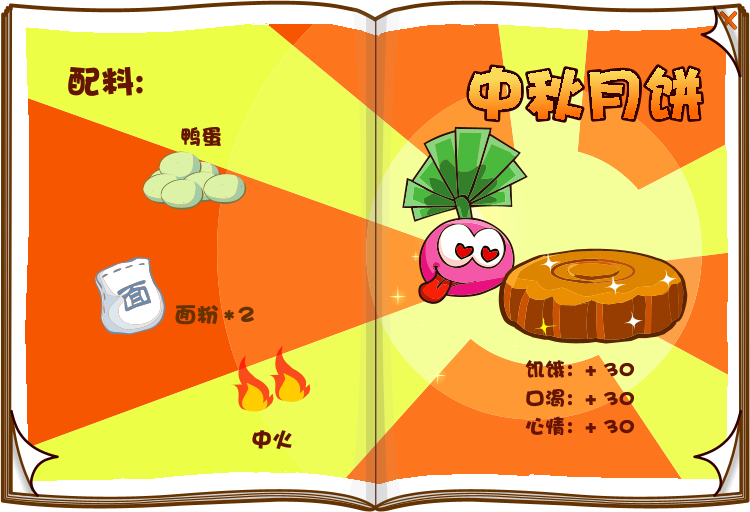 配料:
鸭蛋
面
面粉*2
中火
中秋月饼
饥饿：+30
口渴：+30
心情：+30